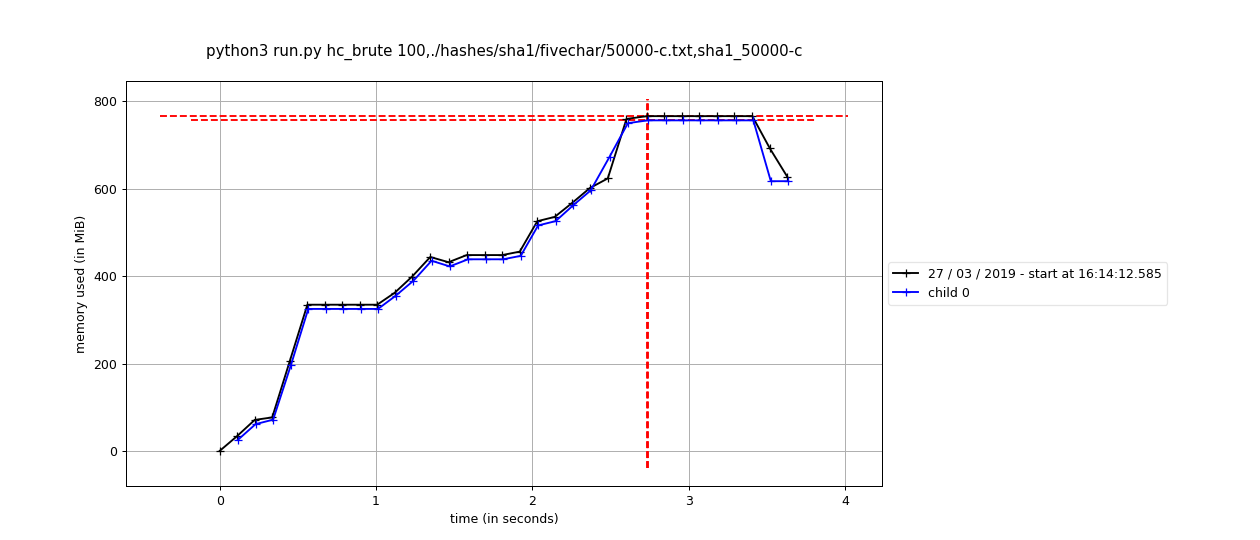 python3 run.py hc_brute 100,./hashes/sha1/fivechar/50000-c.txt,sha1_50000-c
800
600
400
200
0
memory used (in MiB)
0 1 2 3 4
time (in seconds)
27 / 03 / 2019 - start at 16:14:12.585
child 0